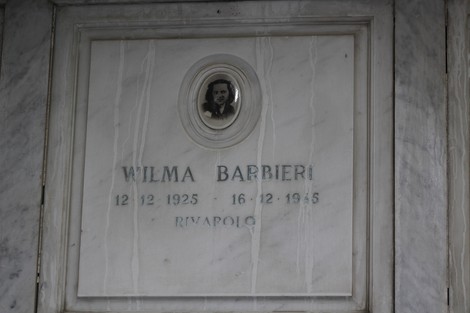 WILMA BARBIERI
12·12·1925 · 16·12·1945
RIVAROLO